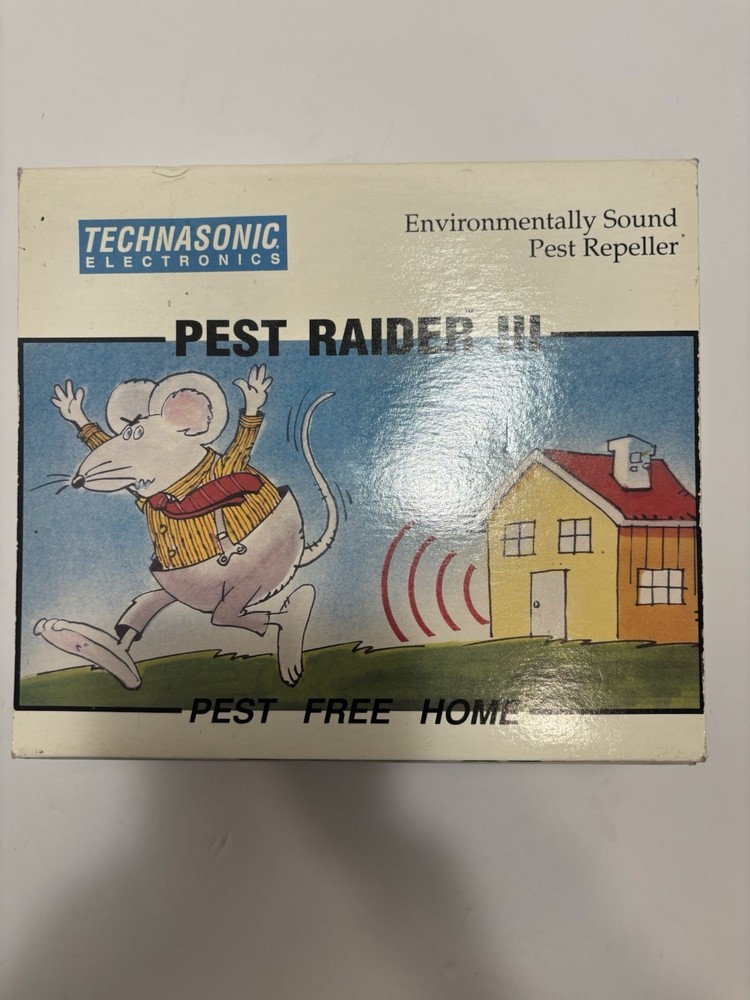 TECHNASONIC
ELECTRONICS
Environmentally Sound
Pest Repeller
PEST RAIDER III
PEST FREE HOME